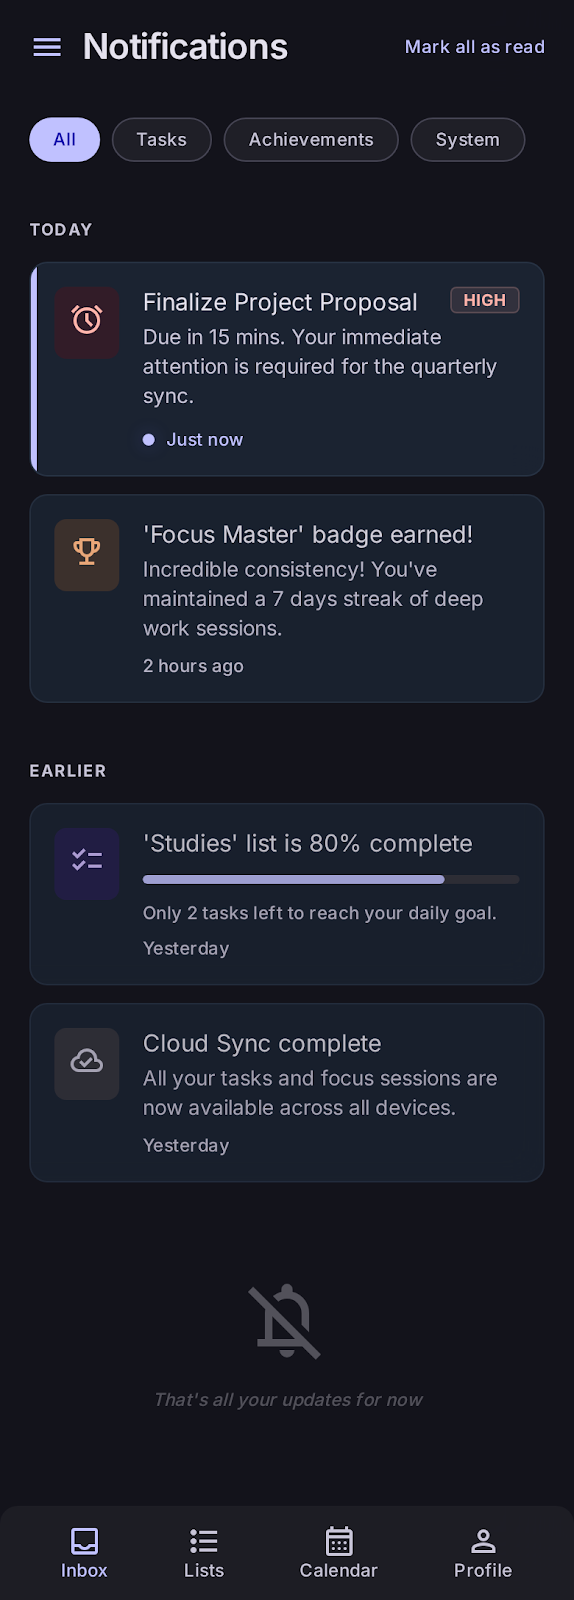 Notifications
Mark all as read
All
Tasks
Achievements
System
TODAY
Finalize Project Proposal
HIGH
Due in 15 mins. Your immediate
attention is required for the quarterly
sync.
Just now
'Focus Master' badge earned!
Incredible consistency! You've
maintained a 7 days streak of deep
work sessions.
2 hours ago
EARLIER
'Studies' list is 80% complete
Only 2 tasks left to reach your daily goal.
Yesterday
Cloud Sync complete
All your tasks and focus sessions are
now available across all devices.
Yesterday
That's all your updates for now
Inbox
Lists
Calendar
Profile